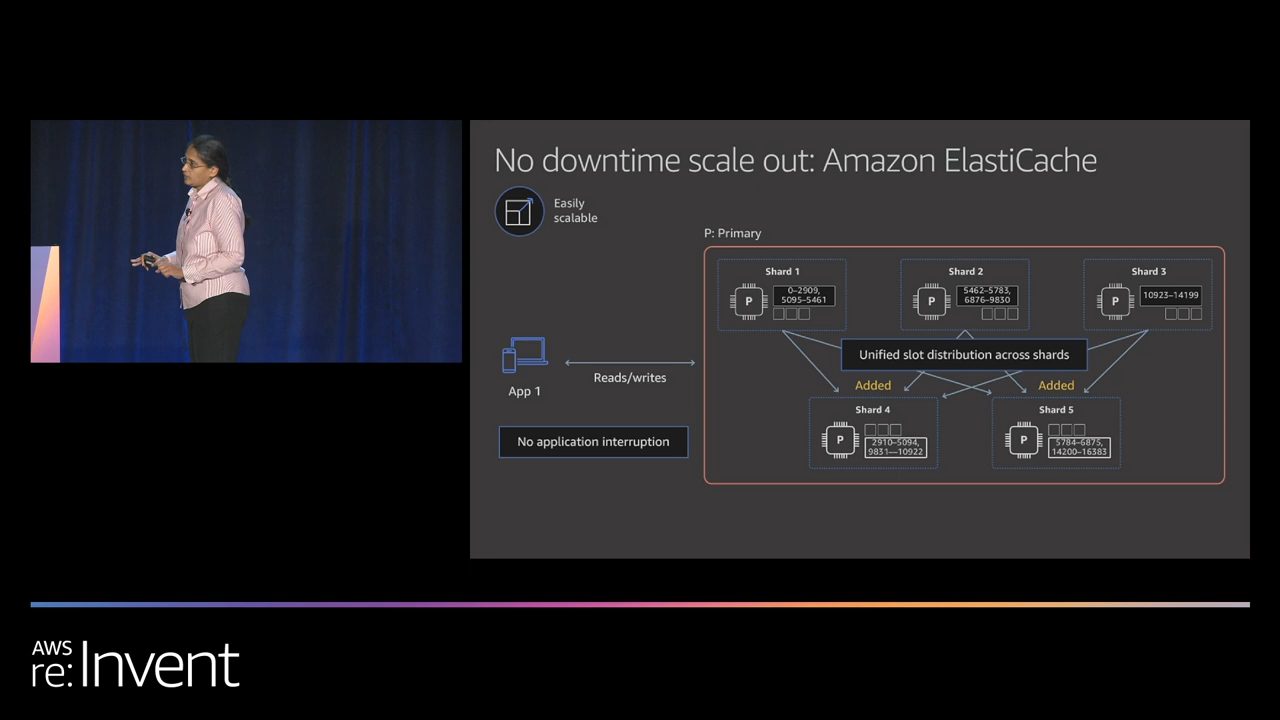 No downtime scale out: Amazon ElastiCache
Easily
scalable
P: Primary
Shard 1
P
0–2909,
5095–5461
Shard 2
P
5462–5783,
6876–9830
Shard 3
P
10923–14199
Unified slot distribution across shards
App 1
Reads/writes
No application interruption
Added
Added
Shard 4
P
2910–5094,
9831––10922
Shard 5
P
5784–6875,
14200–16383
AWS
re:Invent